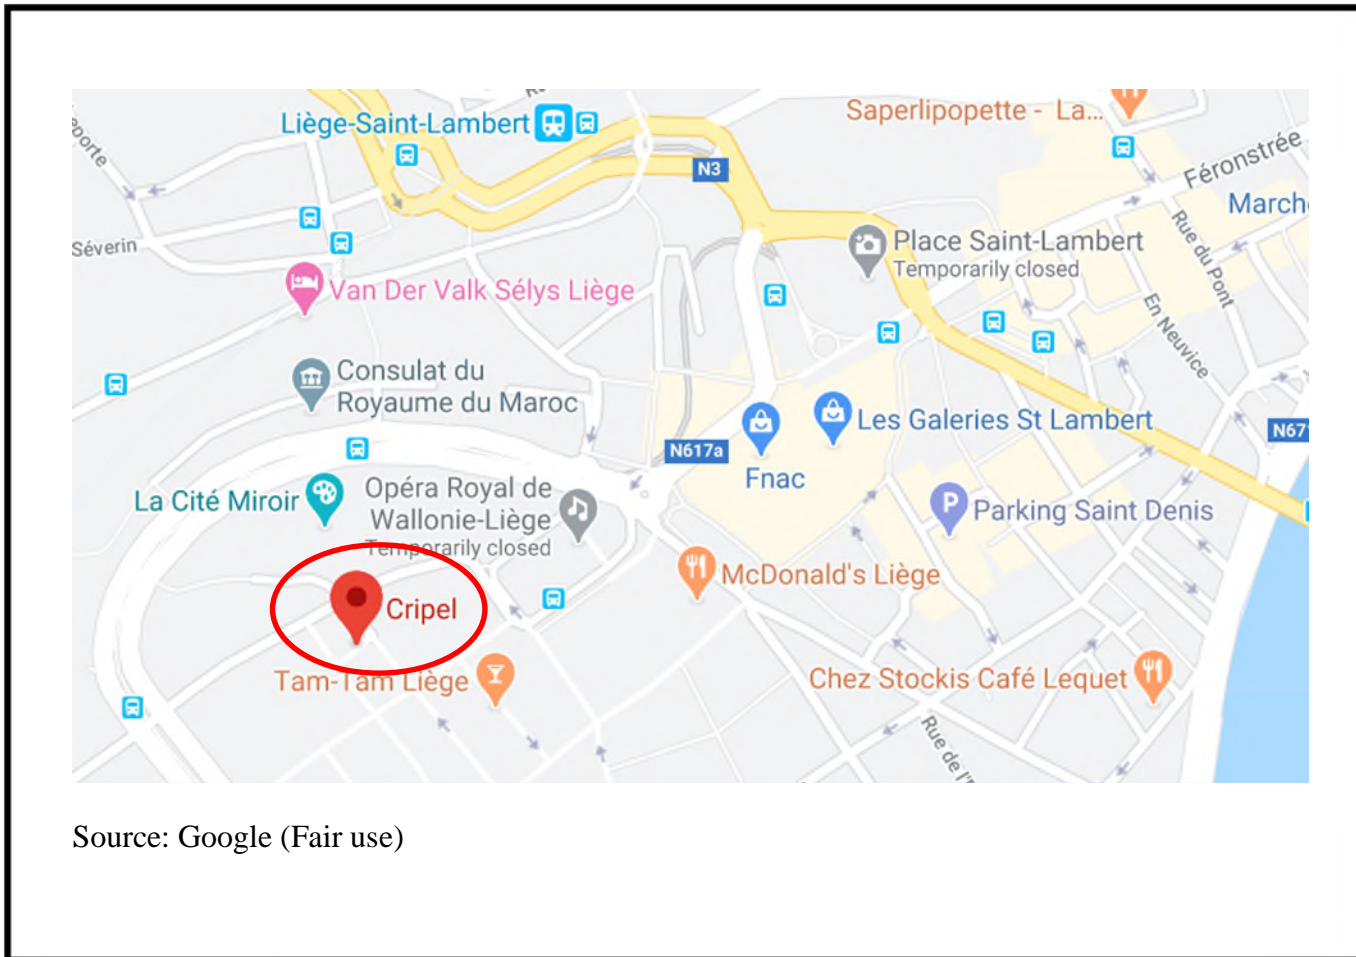 Liège-Saint-Lambert
Saperlipopette - La...
N3
Féronstrée
March
Séverin
Place Saint-Lambert
Temporarily closed
Rue du Pont
Van Der Valk Sélys Liège
En Neuvice
Consulat du
Royaume du Maroc
Les Galeries St Lambert
N617a
Fnac
La Cité Miroir
Opéra Royal de
Wallonie-Liège
Temporarily closed
Parking Saint Denis
McDonald's Liège
Cripel
Tam-Tam Liège
Chez Stockis Café Lequet
Rue de l'
Source: Google (Fair use)